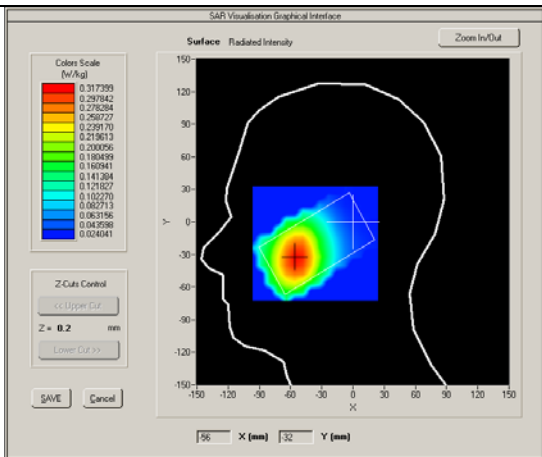 SAR Visualisation Graphical Interface
Surface Radiated Intensity
Zoom In/Out
Colors Scale
(W/kg)
0.317399
0.297842
0.278284
0.258727
0.239170
0.219613
0.200056
0.180499
0.160941
0.141384
0.121827
0.102270
0.082713
0.063156
0.043598
0.024041
Z-Cuts Control
<< Upper Cut
Z = 0.2 mm
Lower Cut >>
SAVE Cancel
150
120
90
60
30
Y 0
-30
-60
-90
-120
-150
-150 -120 -90 -60 -30 0 30 60 90 120 150
X
-56 X (mm) -32 Y (mm)